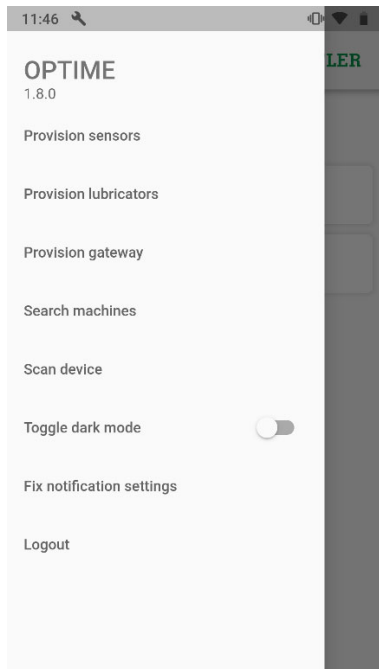 11:46
OPTIME
LER
1.8.0
Provision sensors
Provision lubricators
Provision gateway
Search machines
Scan device
Toggle dark mode
Fix notification settings
Logout